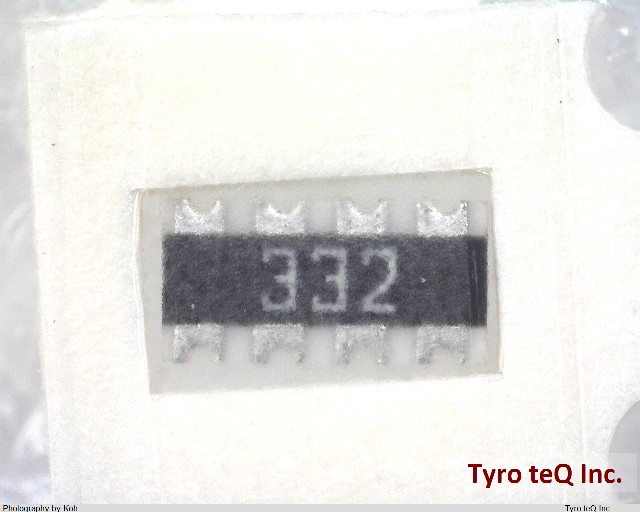 332
Tyro teQ Inc.
Photography by Koh
Tyro teQ Inc.